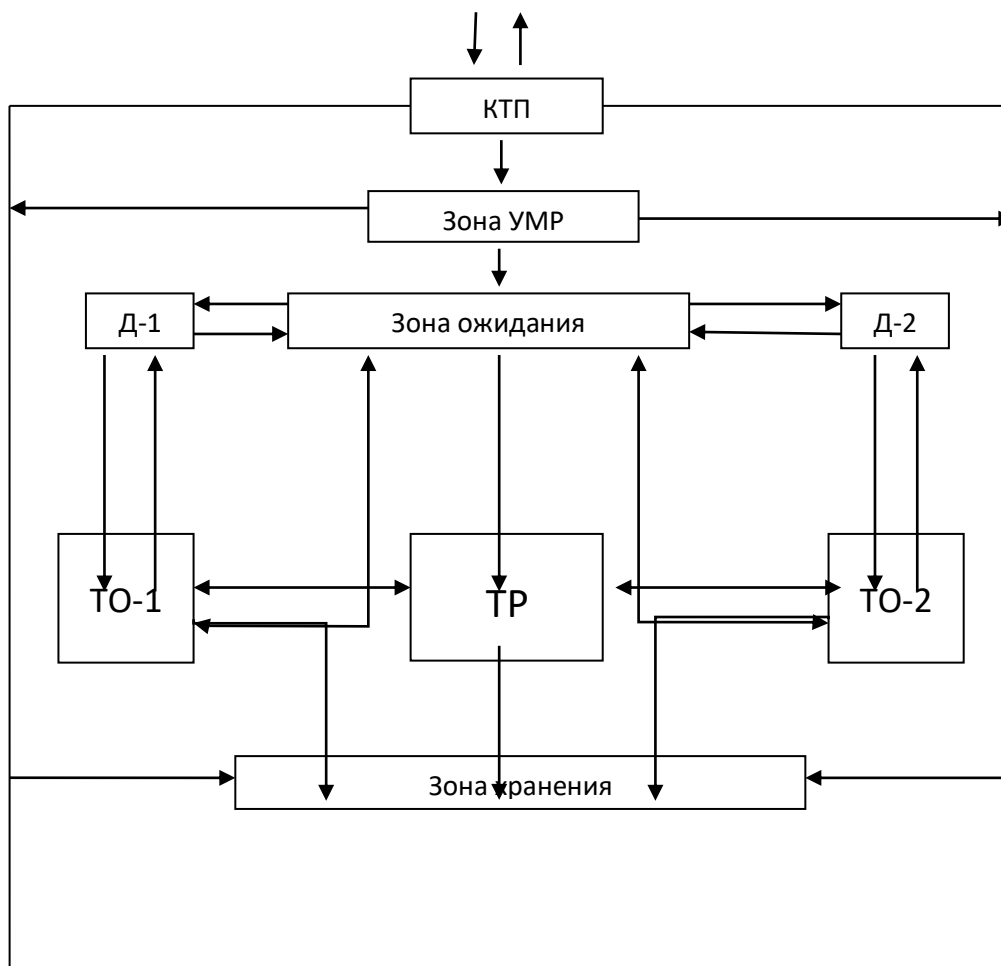 КТП
Зона УМР
Д-1
Зона ожидания
Д-2
ТО-1
ТР
ТО-2
Зона хранения